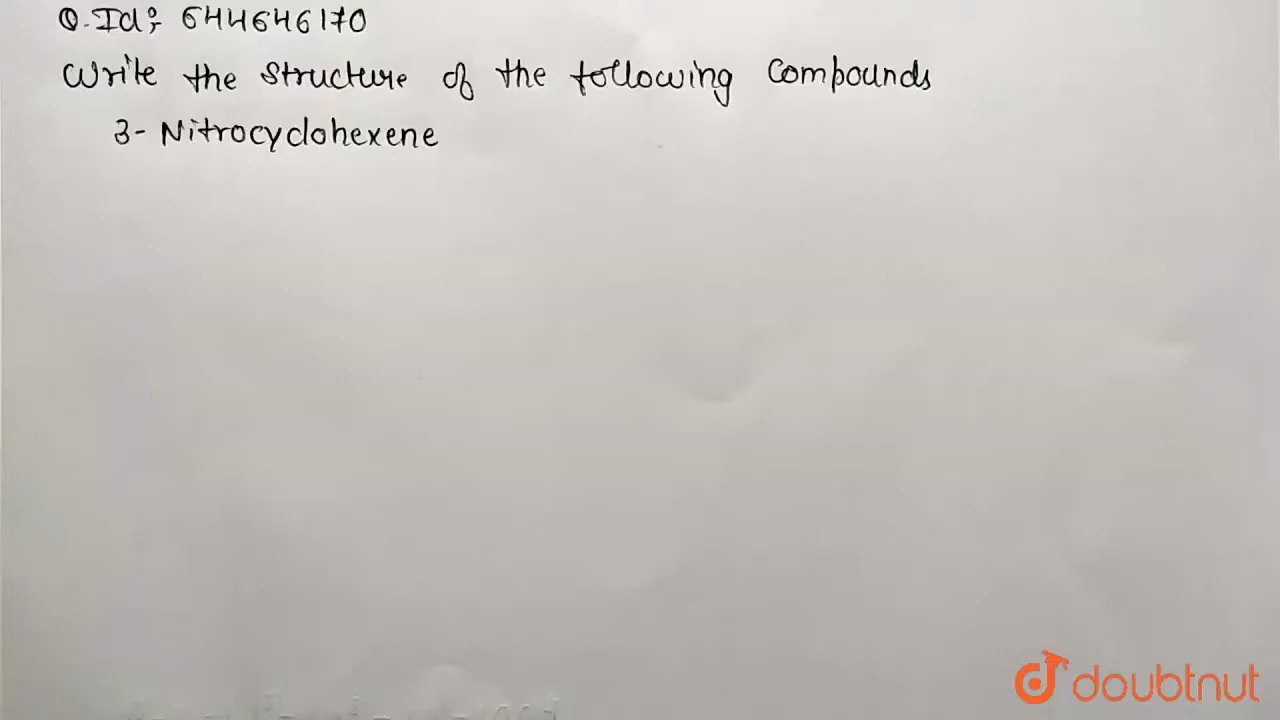 Q. Id:- 644646170
Write the structure of the following compounds
3- Nitrocyclohexene
doubtnut